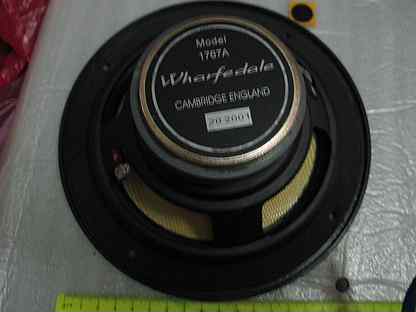 Model
1767A
Wharfedale
CAMBRIDGE ENGLAND
20 2001